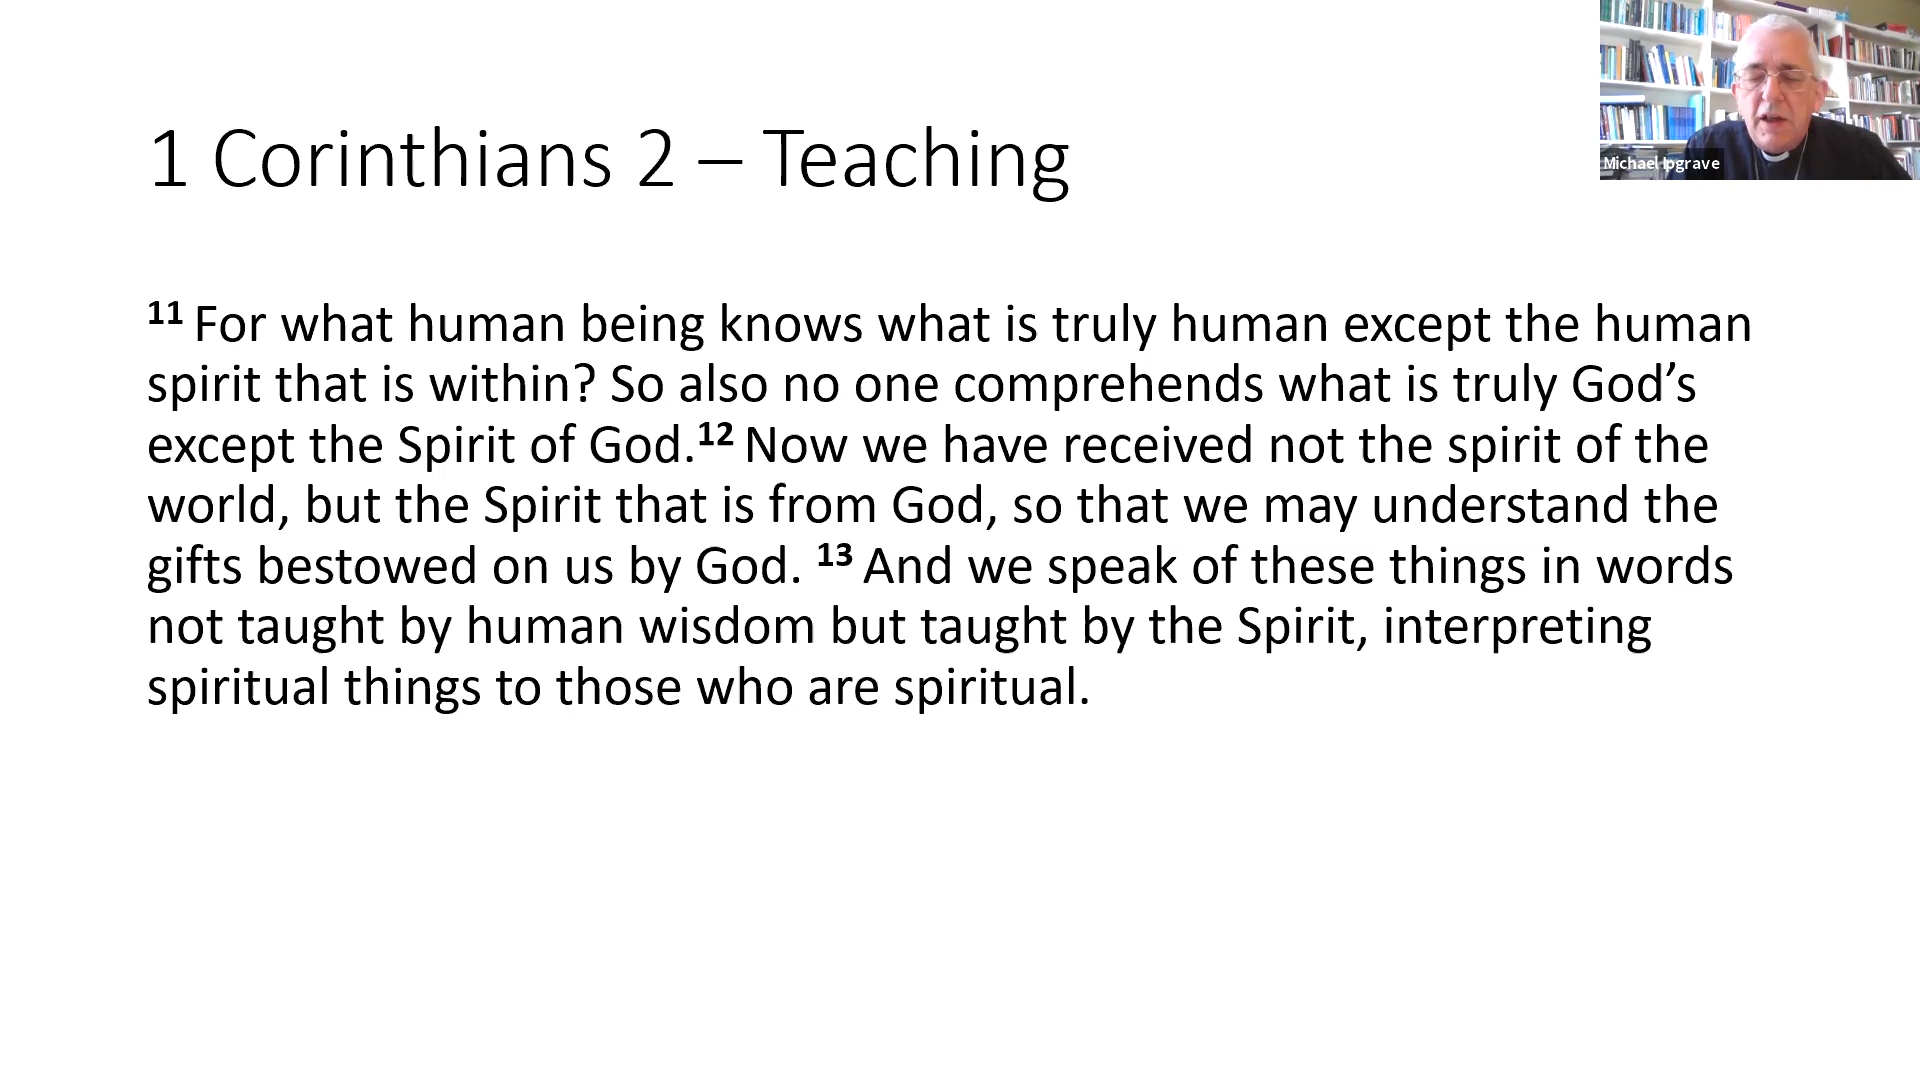 1 Corinthians 2 – Teaching
Michael Ipgrave
11 For what human being knows what is truly human except the human
spirit that is within? So also no one comprehends what is truly God’s
except the Spirit of God.12 Now we have received not the spirit of the
world, but the Spirit that is from God, so that we may understand the
gifts bestowed on us by God. 13 And we speak of these things in words
not taught by human wisdom but taught by the Spirit, interpreting
spiritual things to those who are spiritual.